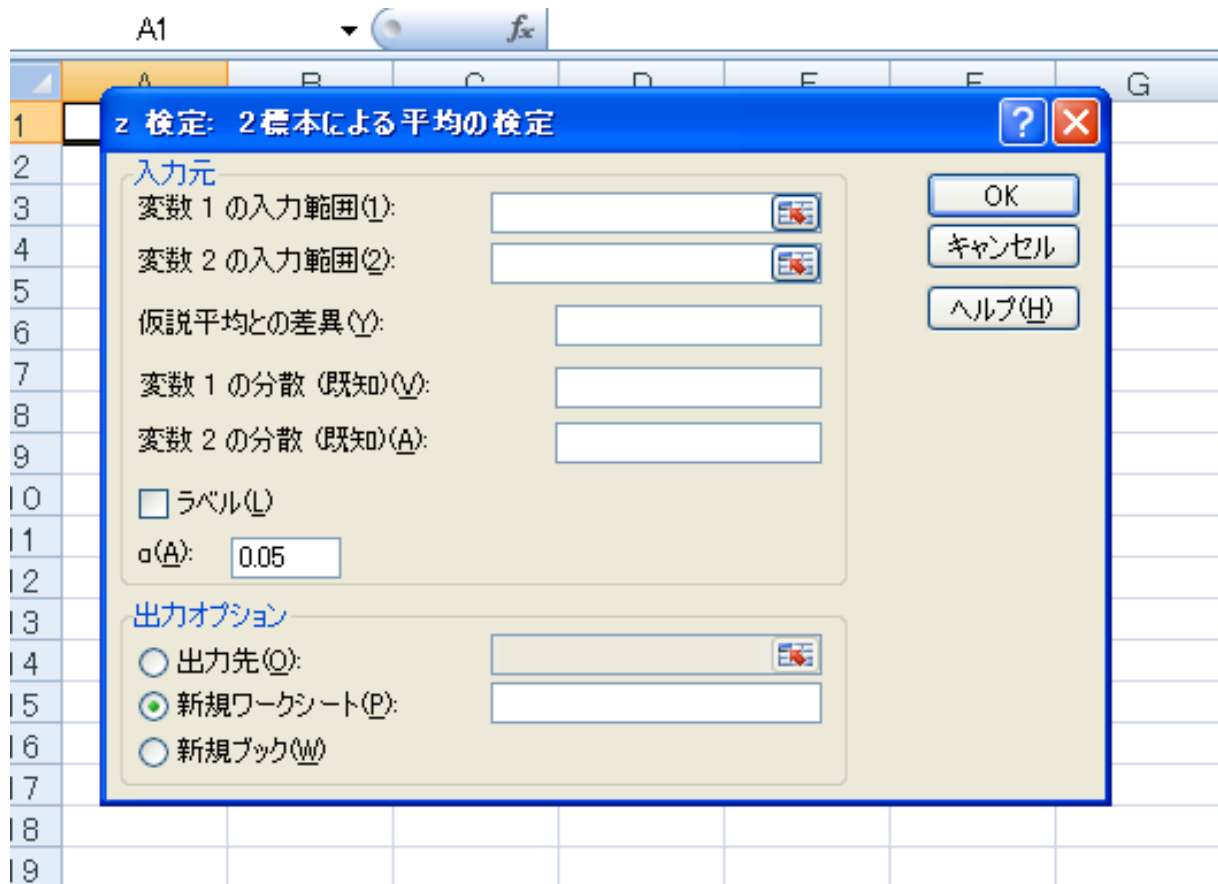 A1 fx
A B C D E F G
1
z 検定: 2標本による平均の検定
2
入力元
3
変数 1 の入力範囲(1):
OK
4
変数 2 の入力範囲(2):
キャンセル
5
6
仮説平均との差異(Y):
ヘルプ(H)
7
変数 1 の分散 (既知)(V):
8
変数 2 の分散 (既知)(A):
9
10
ラベル(L)
11
α(A): 0.05
12
13
出力オプション
14
出力先(O):
15
新規ワークシート(P):
16
新規ブック(W)
17
18
19